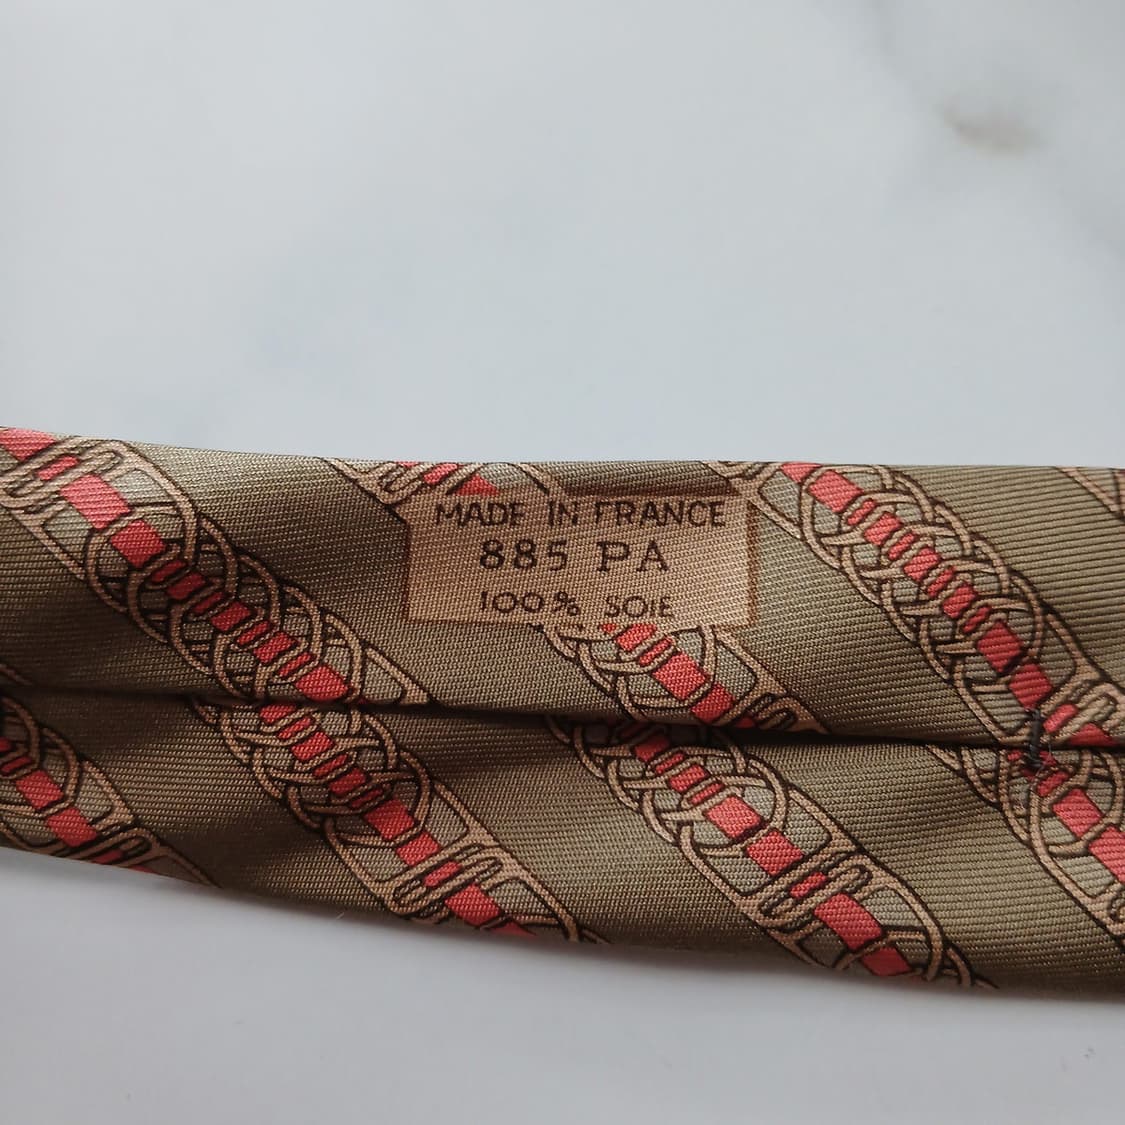 MADE IN FRANCE
885 PA
100% SOIE